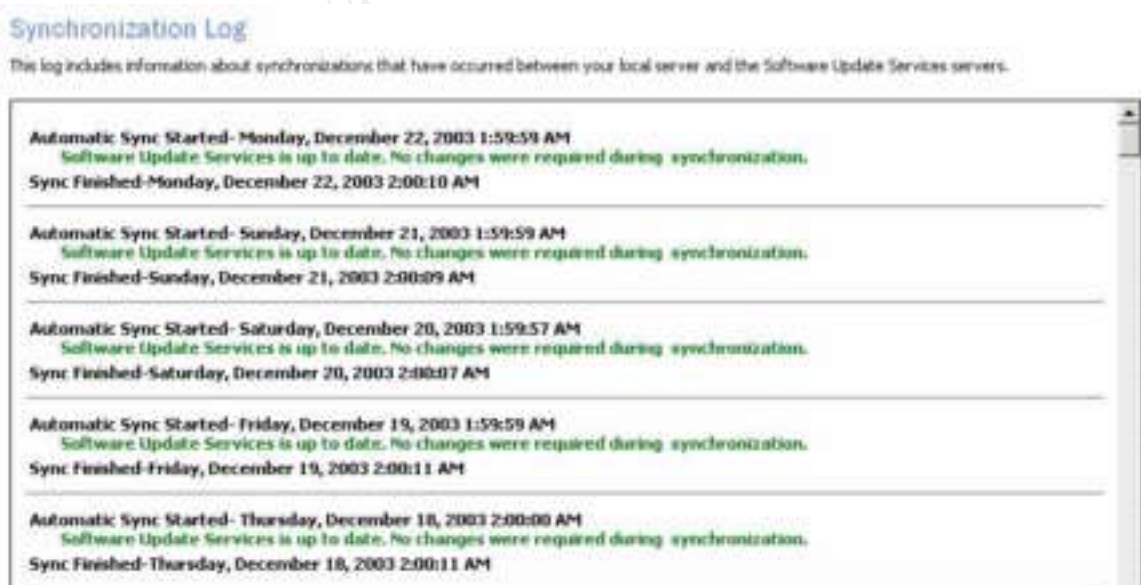 Synchronization Log
This log includes information about synchronizations that have occurred between your local server and the Software Update Services servers.
Automatic Sync Started- Monday, December 22, 2003 1:59:59 AM
Software Update Services is up to date. No changes were required during synchronization.
Sync Finished-Monday, December 22, 2003 2:00:10 AM
Automatic Sync Started- Sunday, December 21, 2003 1:59:59 AM
Software Update Services is up to date. No changes were required during synchronization.
Sync Finished-Sunday, December 21, 2003 2:00:09 AM
Automatic Sync Started- Saturday, December 20, 2003 1:59:57 AM
Software Update Services is up to date. No changes were required during synchronization.
Sync Finished-Saturday, December 20, 2003 2:00:07 AM
Automatic Sync Started- Friday, December 19, 2003 1:59:59 AM
Software Update Services is up to date. No changes were required during synchronization.
Sync Finished-Friday, December 19, 2003 2:00:11 AM
Automatic Sync Started- Thursday, December 18, 2003 2:00:00 AM
Software Update Services is up to date. No changes were required during synchronization.
Sync Finished-Thursday, December 18, 2003 2:00:11 AM